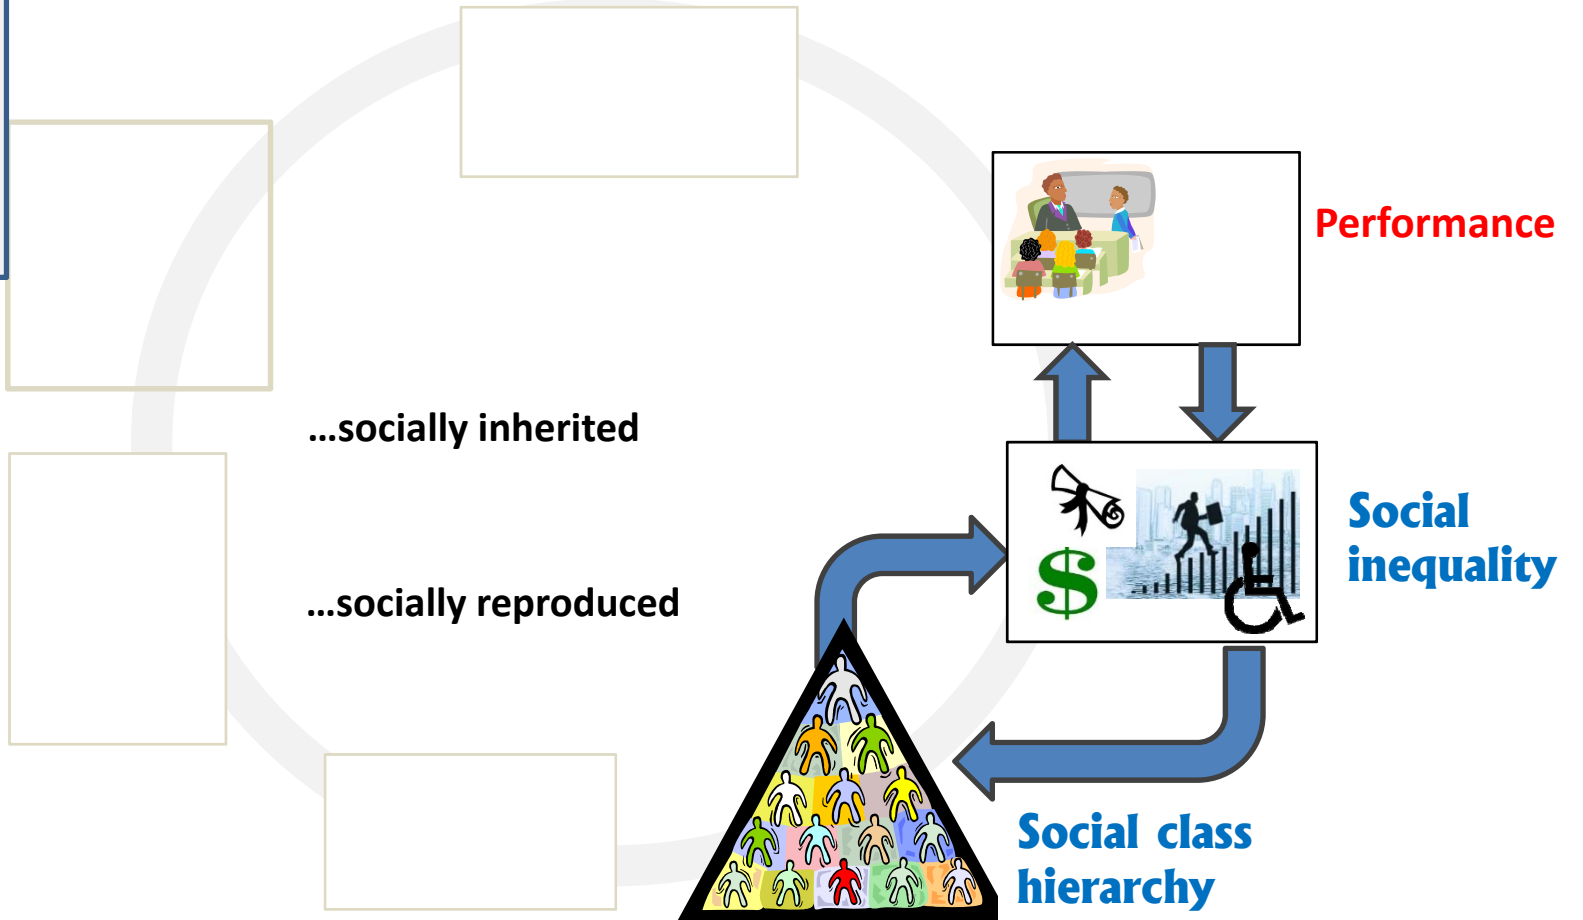 Performance
...socially inherited
Social
inequality
...socially reproduced
$
Social class
hierarchy